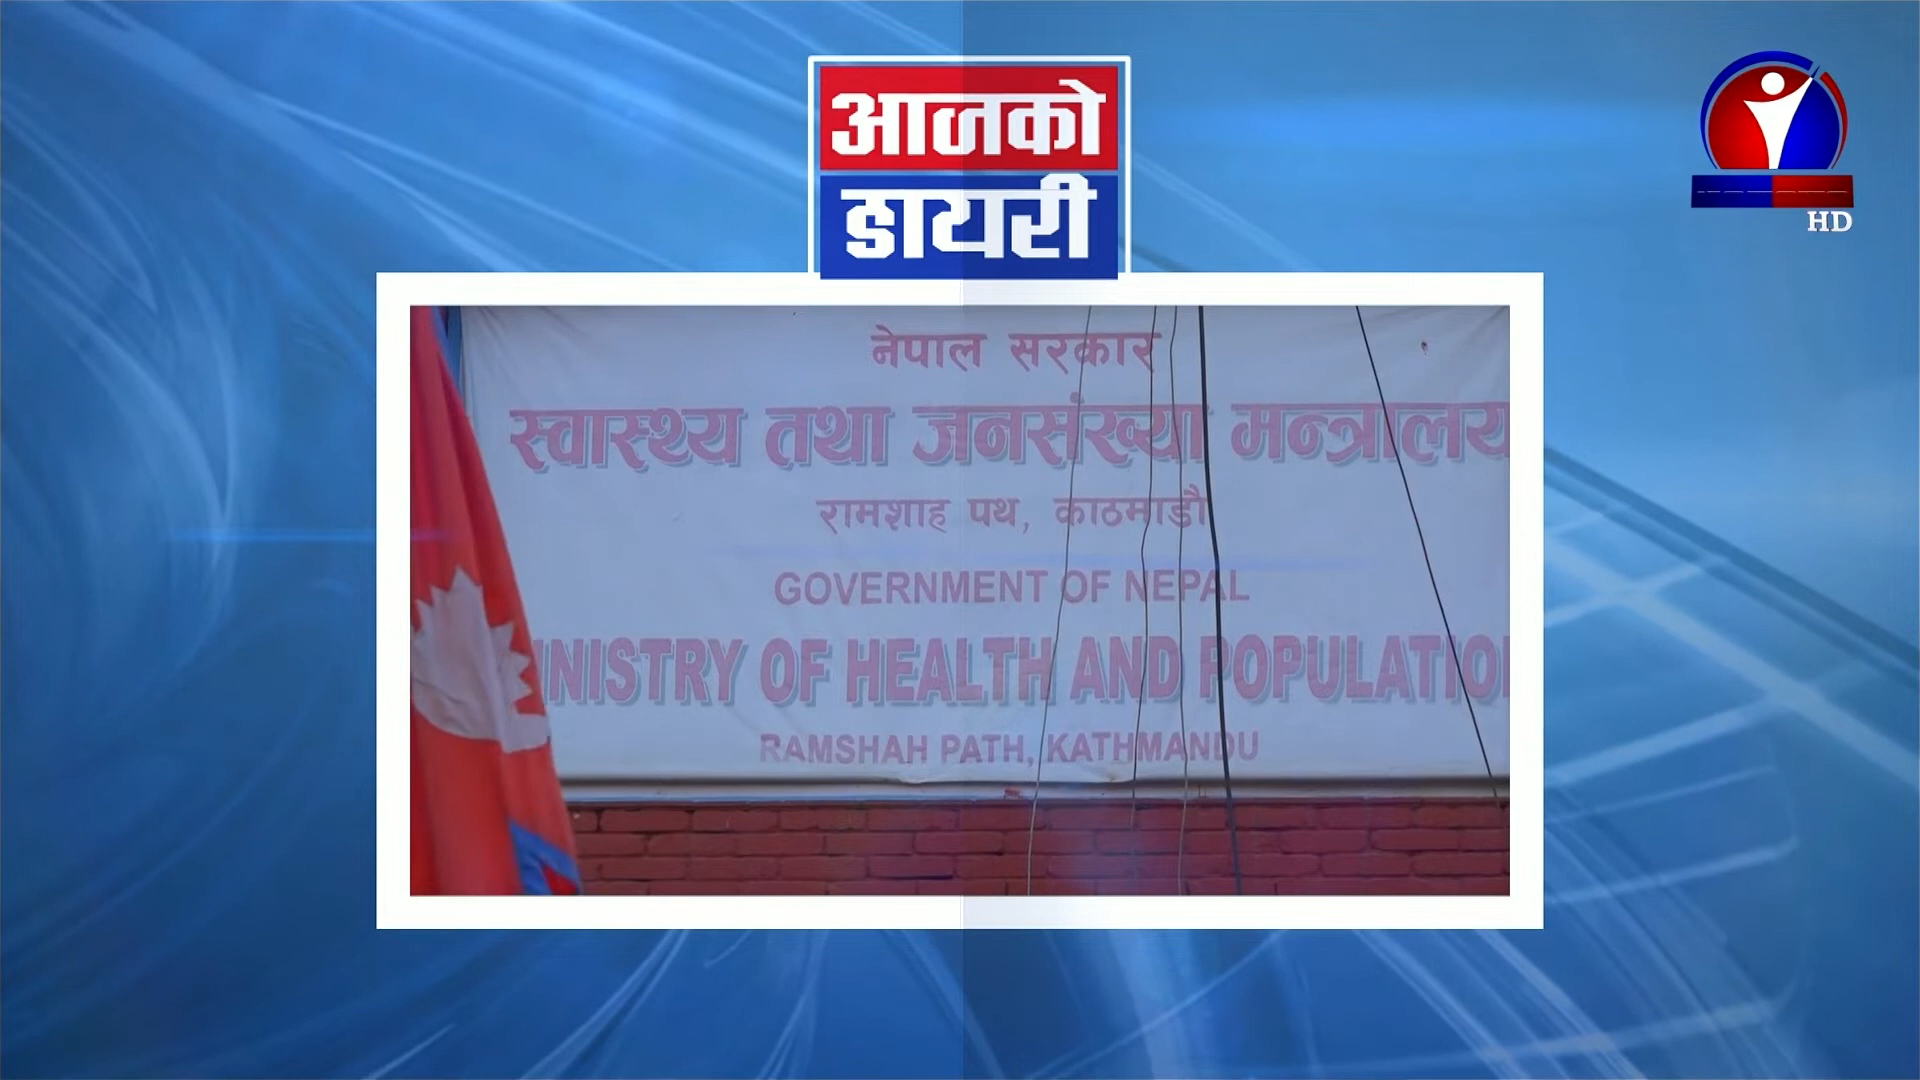 आजको
डायरी
HD
नेपाल सरकार
स्वास्थ्य तथा जनसंख्या मन्त्रालय
रामशाह पथ, काठमाडौं
GOVERNMENT OF NEPAL
INISTRY OF HEALTH AND POPULATIO
RAMSHAH PATH, KATHMANDU